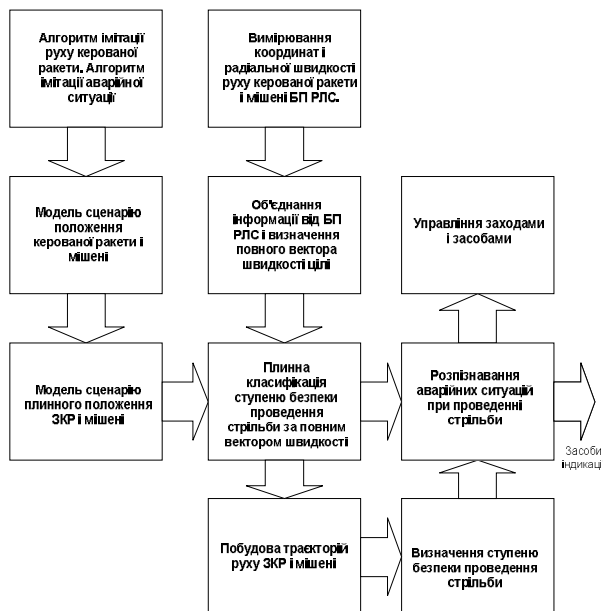 Алгоритм імітації
руху керованої
ракети. Алгоритм
імітації аварійної
ситуації
Вимірювання
координат і
радіальної швидкості
руху керованої ракети
і мішені БП РЛС.
Модель сценарію
положення
керованої ракети і
мішені
Об'єднання
інформації від БП
РЛС і визначення
повного вектора
швидкості цілі
Управління заходами
і засобами
Модель сценарію
плинного положення
ЗКР і мішені
Плинна
класифікація
ступеню безпеки
проведення
стрільби за повним
вектором швидкості
Розпізнавання
аварійних ситуацій
при проведенні
стрільби
Засоби
індикаці
Побудова траєкторій
руху ЗКР і мішені
Визначення ступеню
безпеки проведення
стрільби